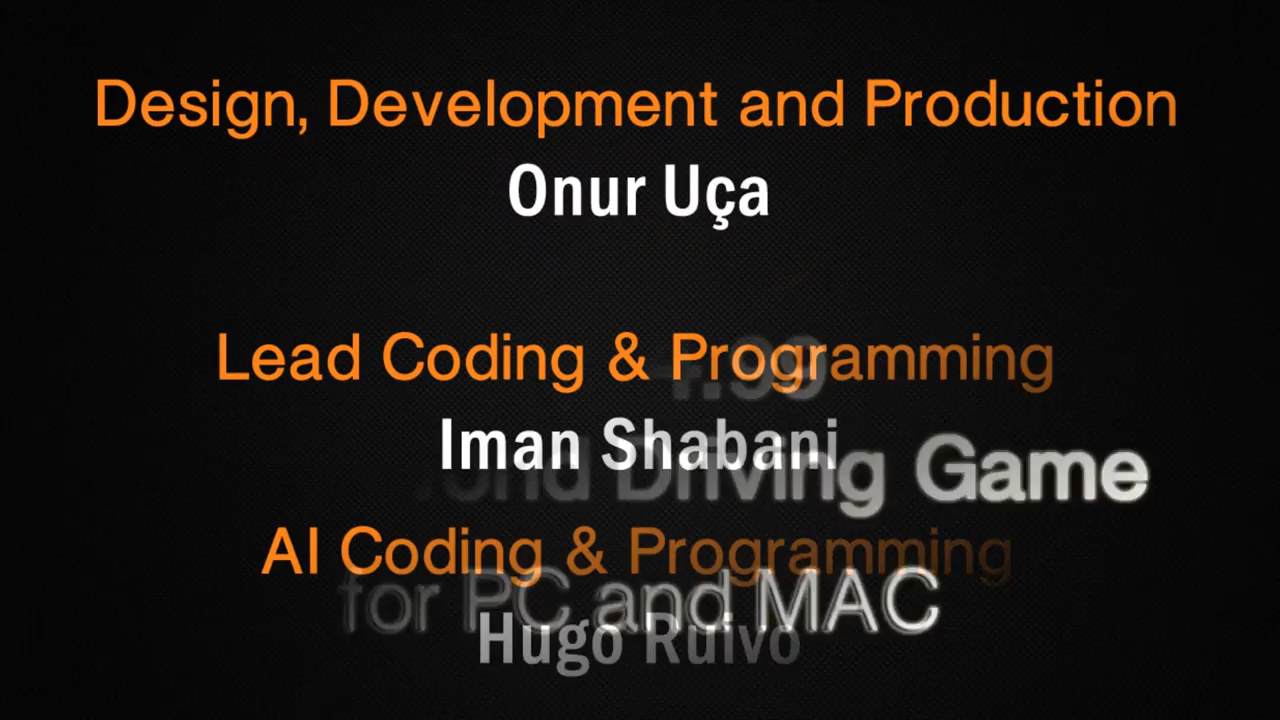 Design, Development and Production
Onur Uça
Lead Coding & Programming
.99
Iman Shabani
Driving Game
AI Coding & Programming
for PC and MAC
Hugo Ruivo